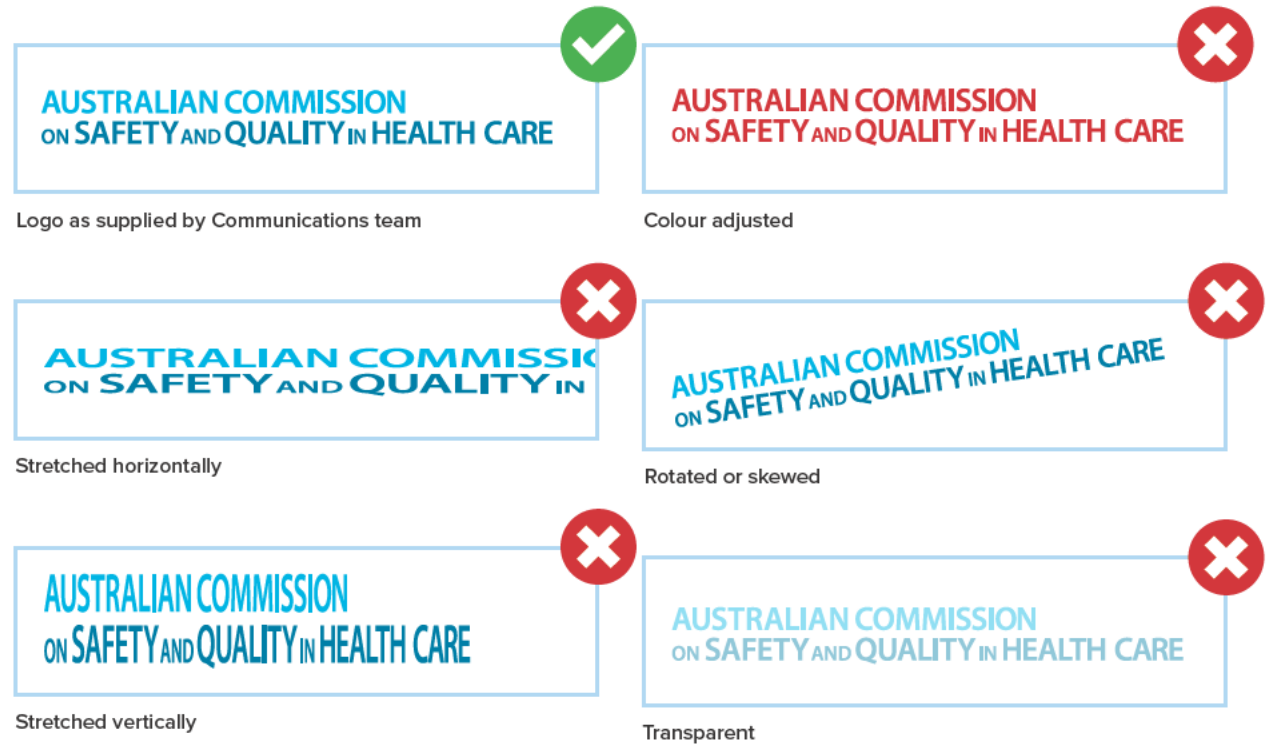 AUSTRALIAN COMMISSION
ON SAFETY AND QUALITY IN HEALTH CARE
Logo as supplied by Communications team
AUSTRALIAN COMMISSION
ON SAFETY AND QUALITY IN HEALTH CARE
Colour adjusted
AUSTRALIAN COMMISSIO
ON SAFETY AND QUALITY IN
Stretched horizontally
AUSTRALIAN COMMISSION
ON SAFETY AND QUALITY IN HEALTH CARE
Rotated or skewed
AUSTRALIAN COMMISSION
ON SAFETY AND QUALITY IN HEALTH CARE
Stretched vertically
AUSTRALIAN COMMISSION
ON SAFETY AND QUALITY IN HEALTH CARE
Transparent